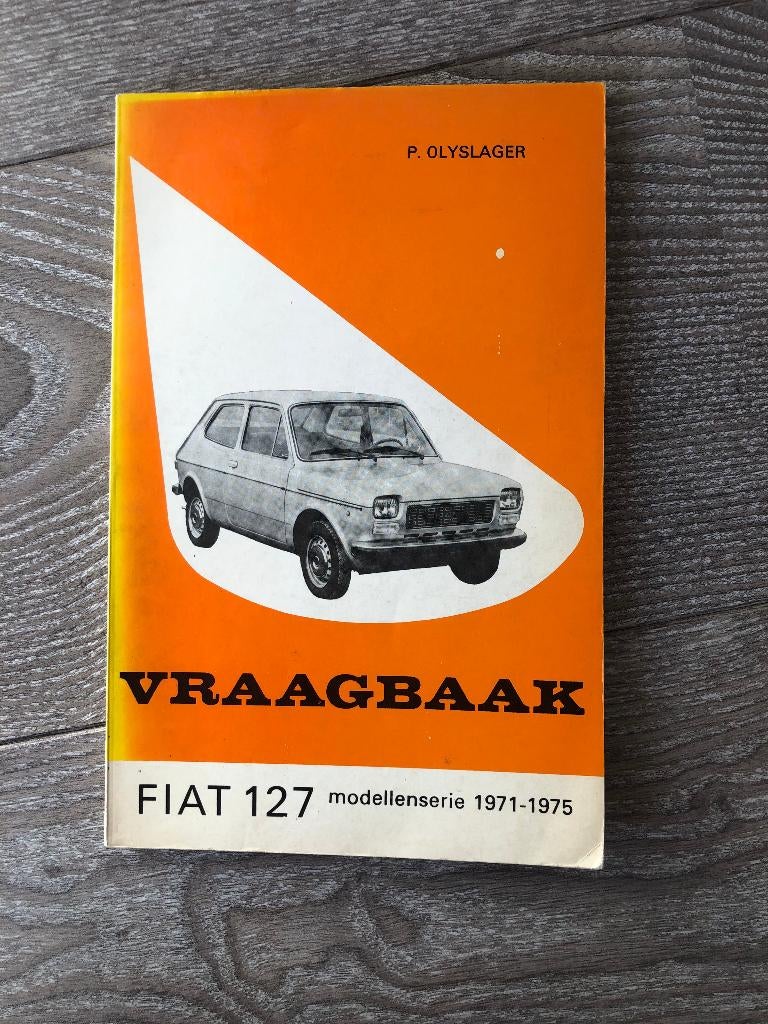 P. OLYSLAGER
VRAAGBAAK
FIAT 127 modellenserie 1971-1975